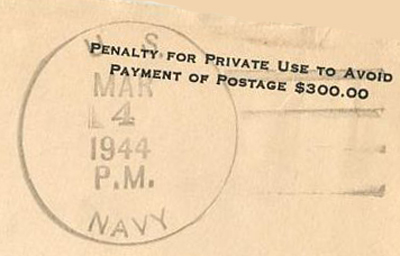 U. S.
PENALTY FOR PRIVATE USE TO AVOID
PAYMENT OF POSTAGE $300.00
MAR
4
1944
P.M.
NAVY